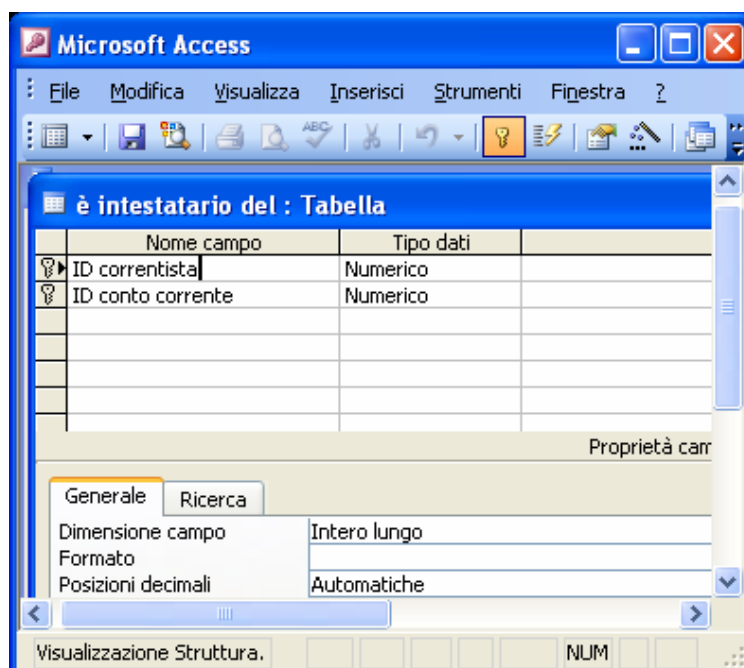 Microsoft Access
File Modifica Visualizza Inserisci Strumenti Finestra ?
ABC
è intestatario del : Tabella
Nome campo Tipo dati
ID correntista Numerico
ID conto corrente Numerico
Proprietà cam
Generale Ricerca
Dimensione campo Intero lungo
Formato
Posizioni decimali Automatiche
Visualizzazione Struttura. NUM